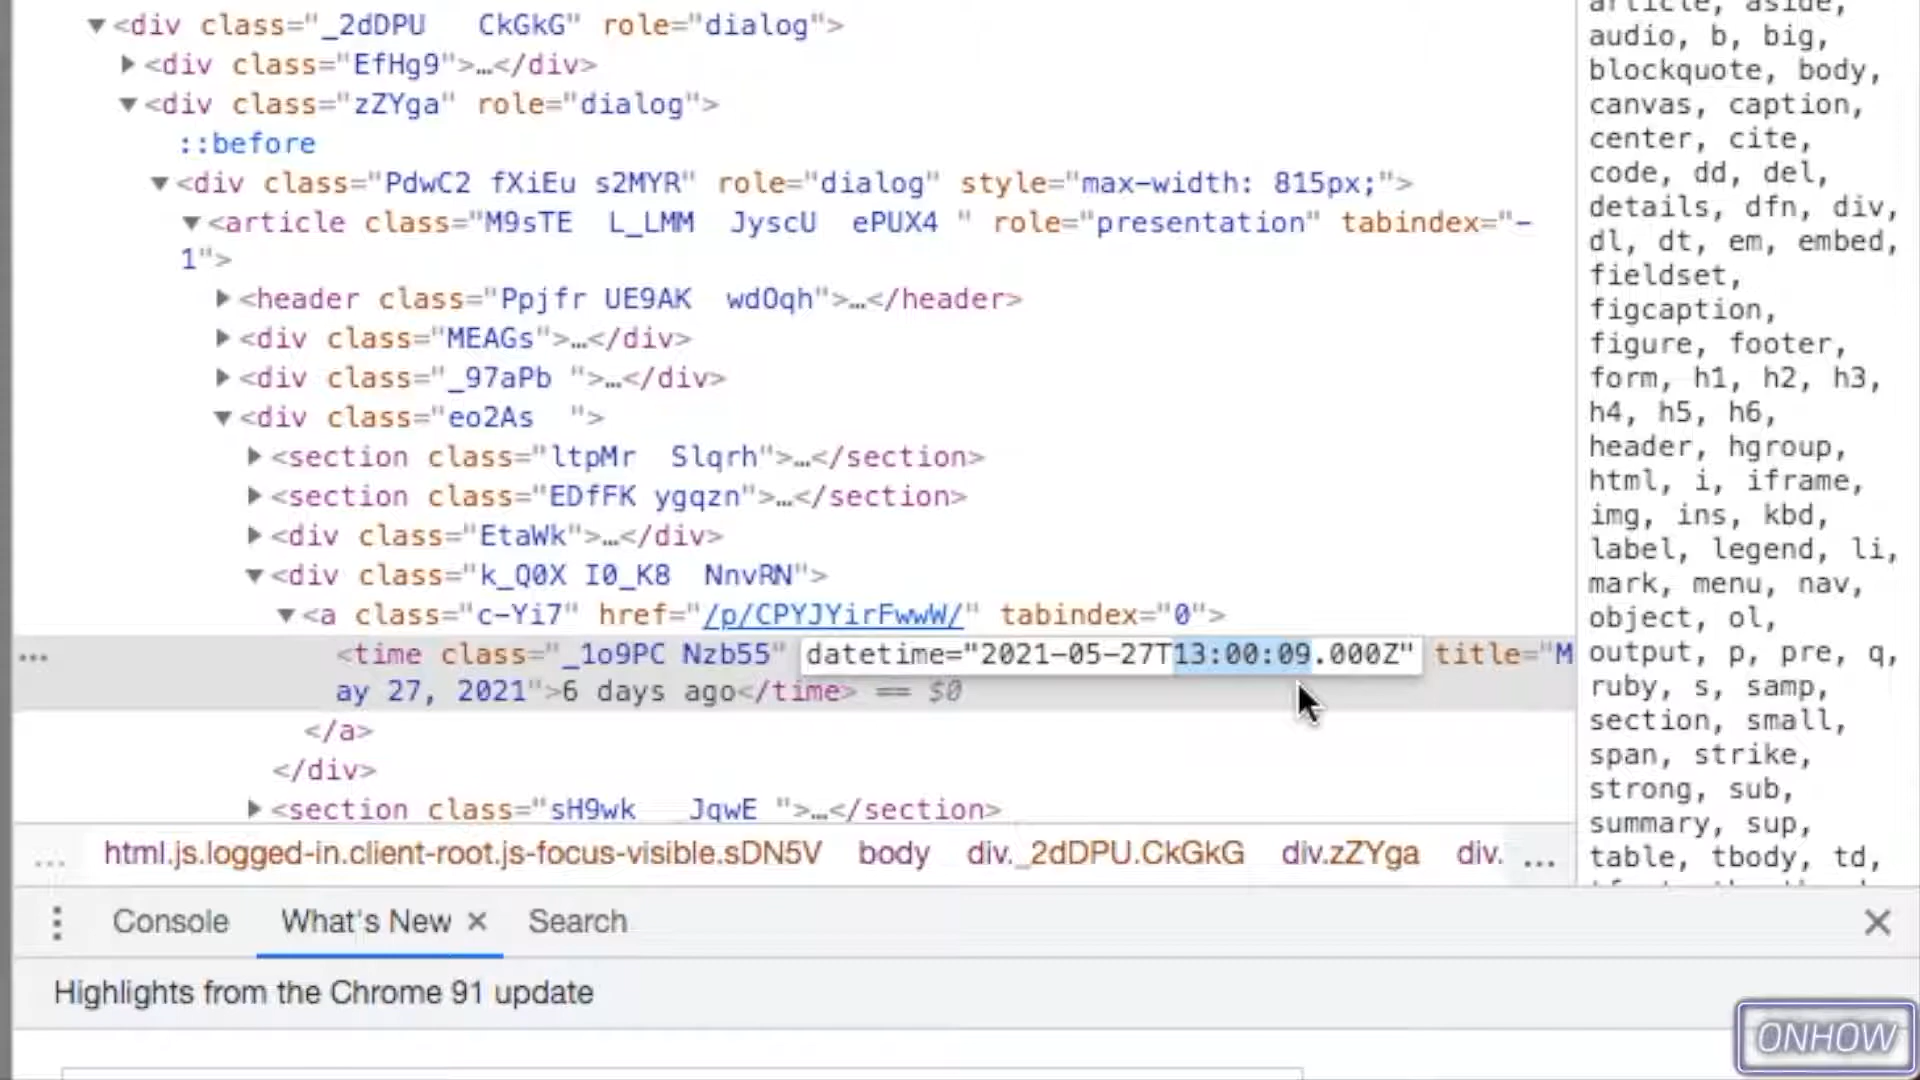 ▼<div class="_2dDPU   CkGkG" role="dialog">
▶<div class="EfHg9">…</div>
▼<div class="zZYga" role="dialog">
::before
▼<div class="PdwC2 fXiEu s2MYR" role="dialog" style="max-width: 815px;">
▼<article class="M9sTE  L_LMM  JyscU  ePUX4 " role="presentation" tabindex="-
1">
▶<header class="Ppjfr UE9AK  wdOqh">…</header>
▶<div class="MEAGs">…</div>
▶<div class="_97aPb ">…</div>
▼<div class="eo2As  ">
▶<section class="ltpMr  Slqrh">…</section>
▶<section class="EDfFK ygqzn">…</section>
▶<div class="EtaWk">…</div>
▼<div class="k_Q0X I0_K8  NnvRN">
▼<a class="c-Yi7" href="/p/CPYJYirFwwW/" tabindex="0">
… <time class="_1o9PC Nzb55" datetime="2021-05-27T13:00:09.000Z" title="M
ay 27, 2021">6 days ago</time> == $0
</a>
</div>
▶<section class="sH9wk   JqwE ">…</section>
… html.js.logged-in.client-root.js-focus-visible.sDN5V body div._2dDPU.CkGkG div.zZYga div. …
article, aside,
audio, b, big,
blockquote, body,
canvas, caption,
center, cite,
code, dd, del,
details, dfn, div,
dl, dt, em, embed,
fieldset,
figcaption,
figure, footer,
form, h1, h2, h3,
h4, h5, h6,
header, hgroup,
html, i, iframe,
img, ins, kbd,
label, legend, li,
mark, menu, nav,
object, ol,
output, p, pre, q,
ruby, s, samp,
section, small,
span, strike,
strong, sub,
summary, sup,
table, tbody, td,
Console What's New × Search
Highlights from the Chrome 91 update
ONHOW